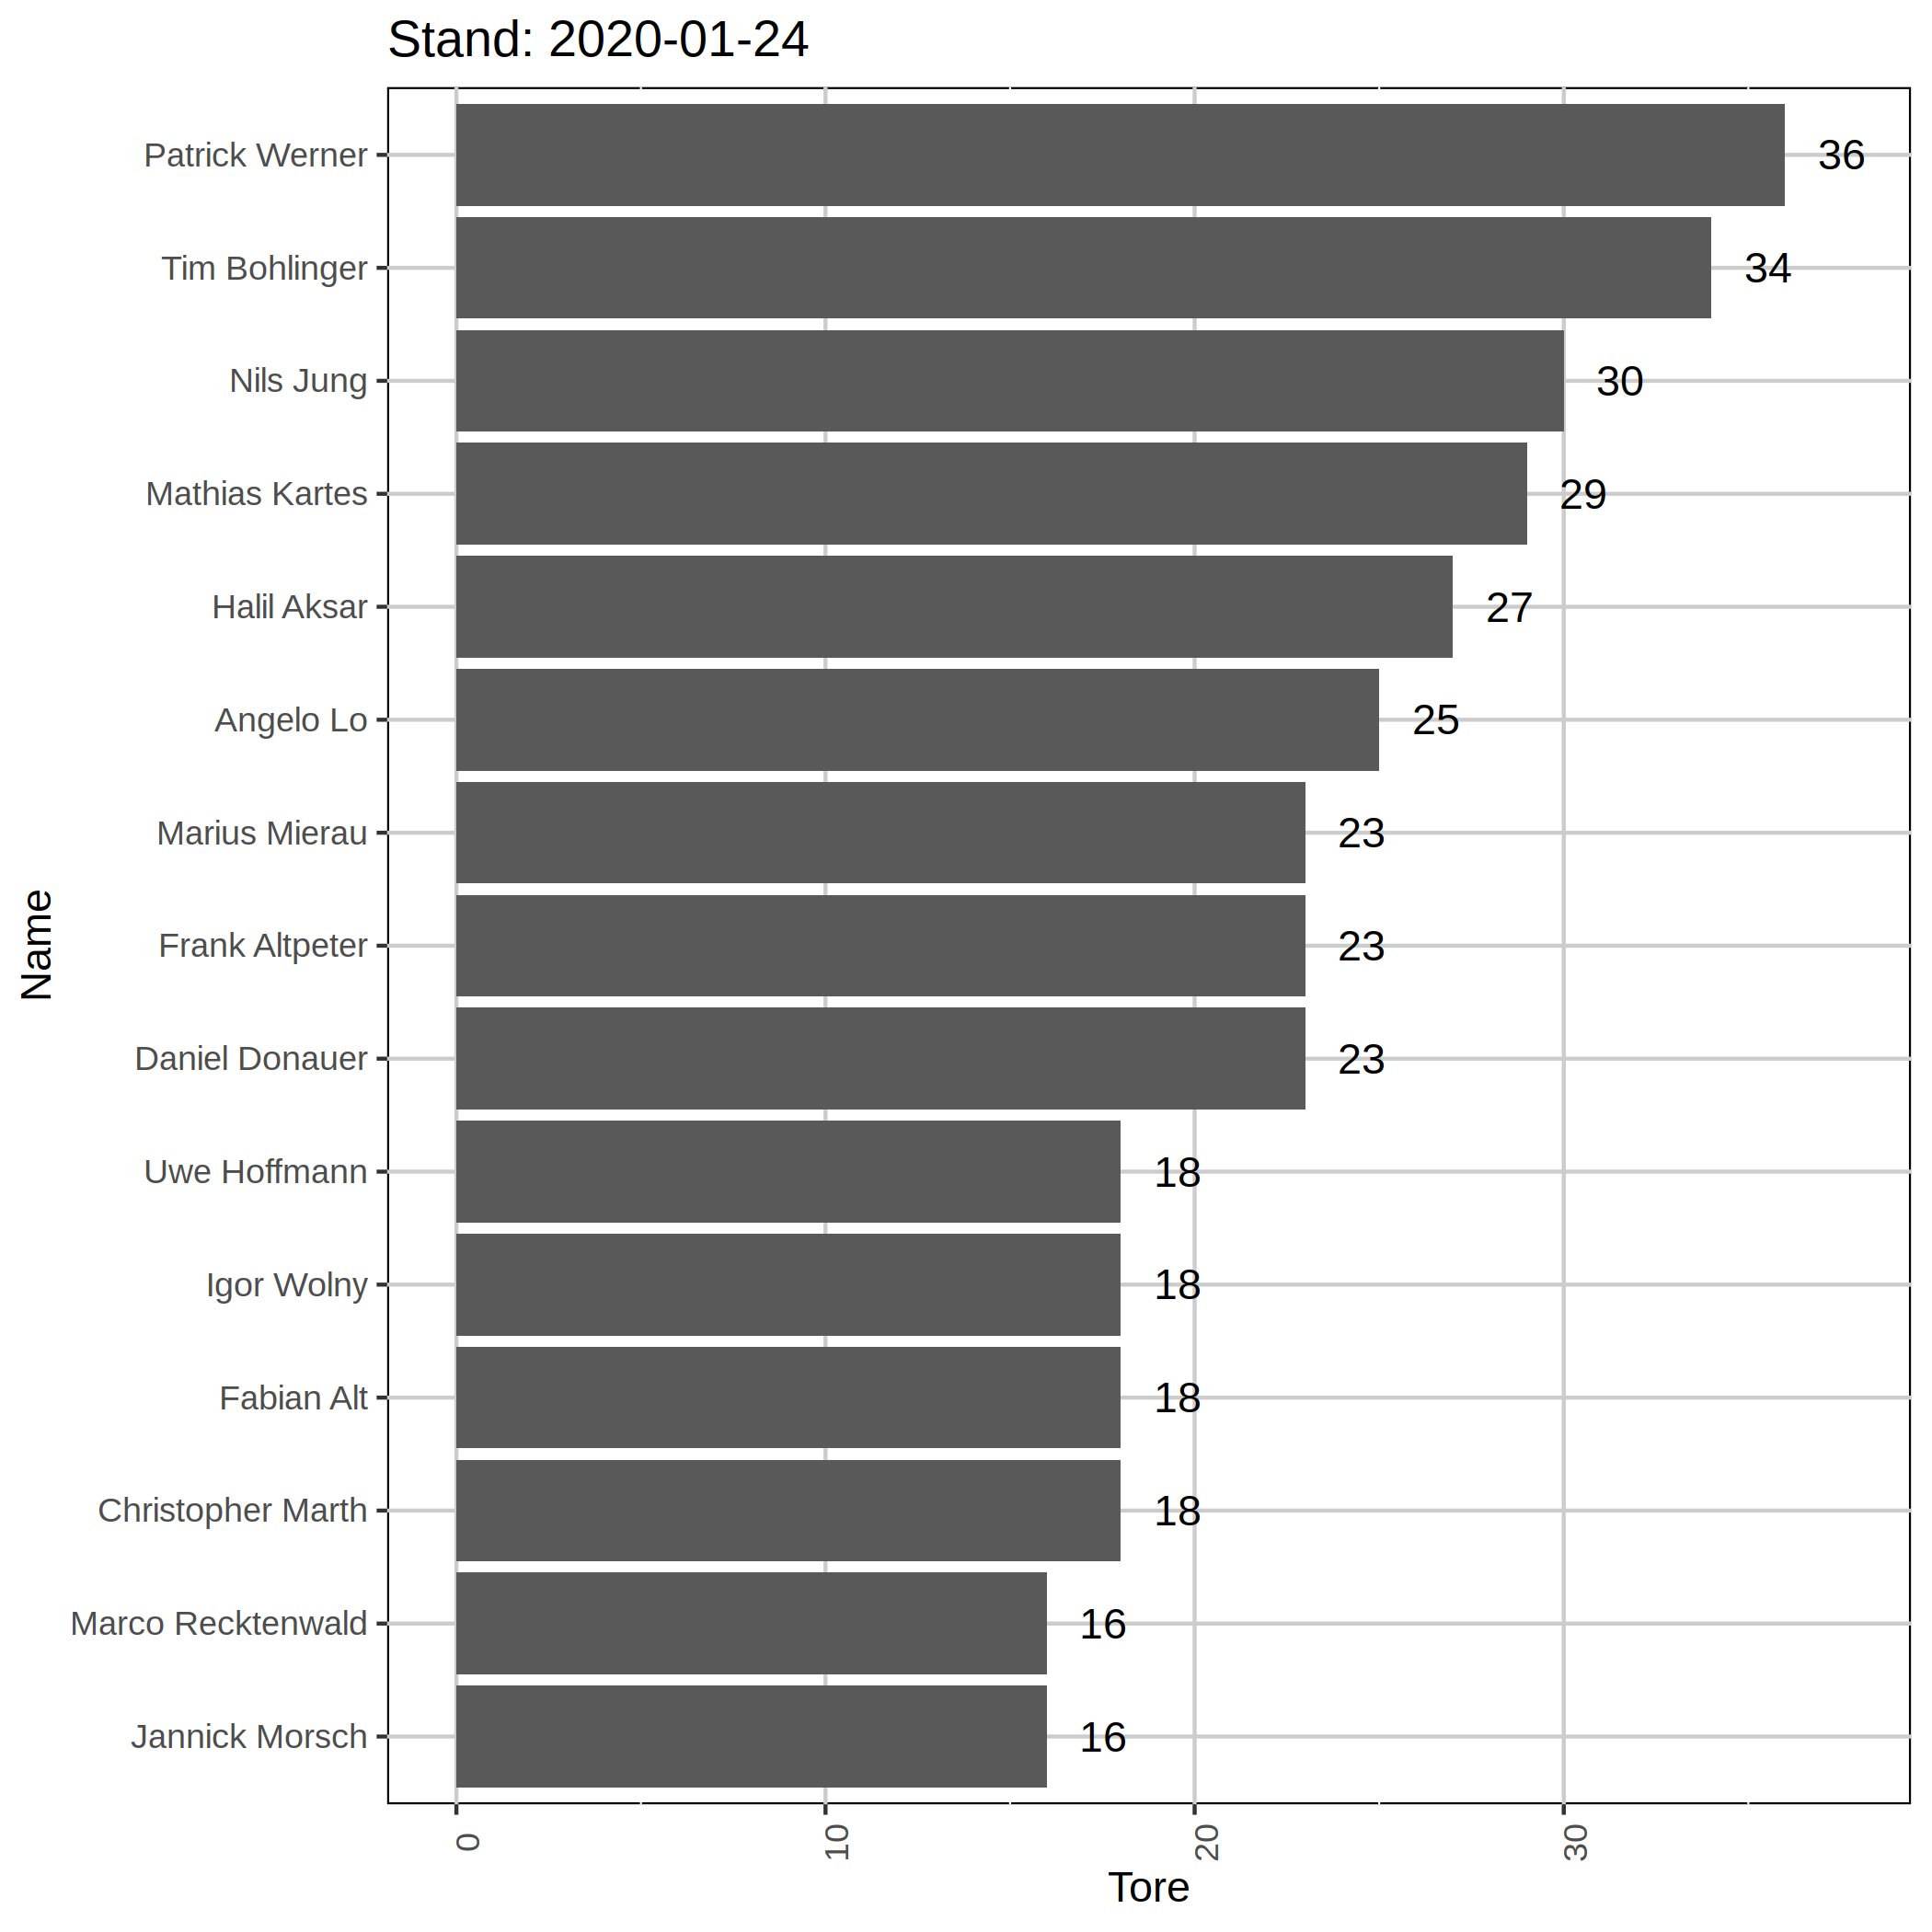 Stand: 2020-01-24
Patrick Werner 36
Tim Bohlinger 34
Nils Jung 30
Mathias Kartes 29
Halil Aksar 27
Angelo Lo 25
Marius Mierau 23
Frank Altpeter 23
Daniel Donauer 23
Uwe Hoffmann 18
Igor Wolny 18
Fabian Alt 18
Christopher Marth 18
Marco Recktenwald 16
Jannick Morsch 16
Name
0 10 20 30
Tore